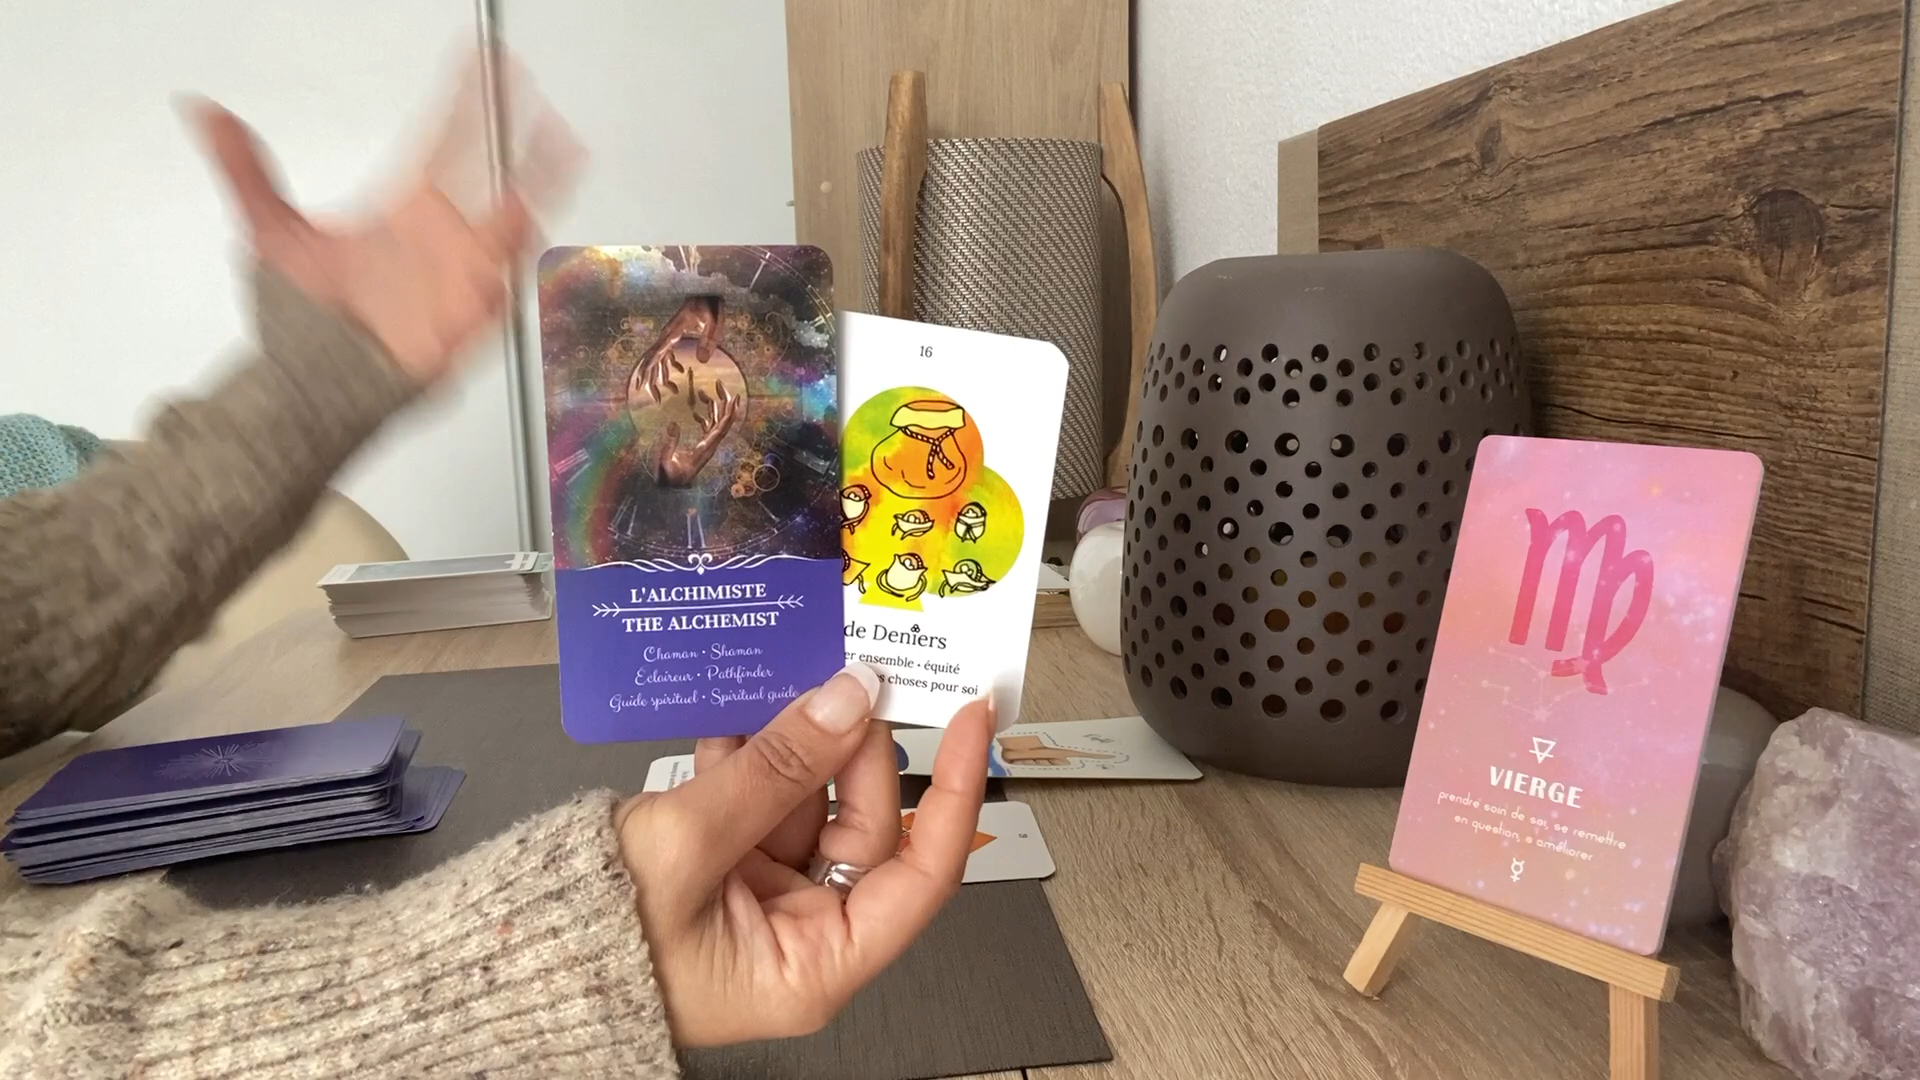 L'ALCHIMISTE
THE ALCHEMIST
Chaman • Shaman
Éclaireur • Pathfinder
Guide spirituel • Spiritual guide
16
de Deniers
ensemble • équité
choses pour soi
VIERGE
prendre soin de soi, se remettre
en question, s'améliorer